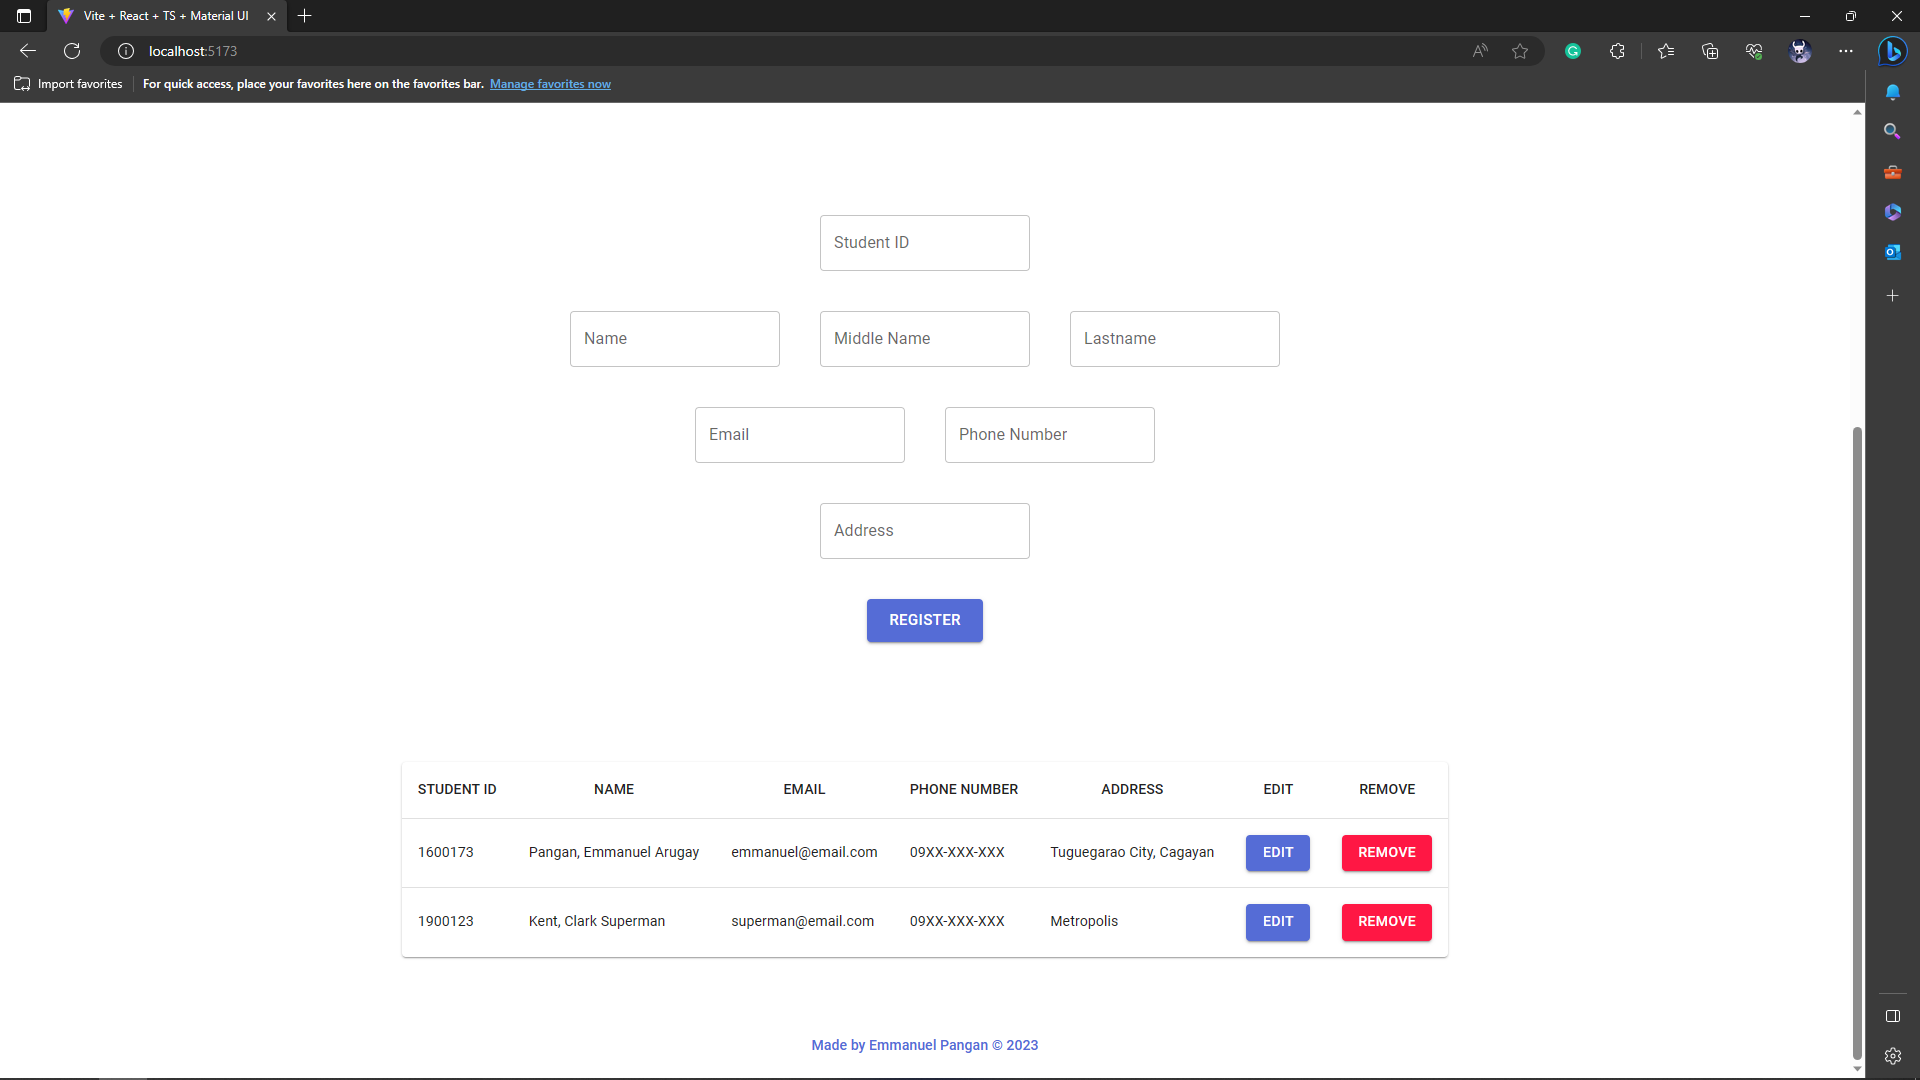 Vite + React + TS + Material UI
localhost:5173
Import favorites For quick access, place your favorites here on the favorites bar. Manage favorites now
Student ID
Name Middle Name Lastname
Email Phone Number
Address
REGISTER
STUDENT ID NAME EMAIL PHONE NUMBER ADDRESS EDIT REMOVE
1600173 Pangan, Emmanuel Arugay emmanuel@email.com 09XX-XXX-XXX Tuguegarao City, Cagayan EDIT REMOVE
1900123 Kent, Clark Superman superman@email.com 09XX-XXX-XXX Metropolis EDIT REMOVE
Made by Emmanuel Pangan © 2023